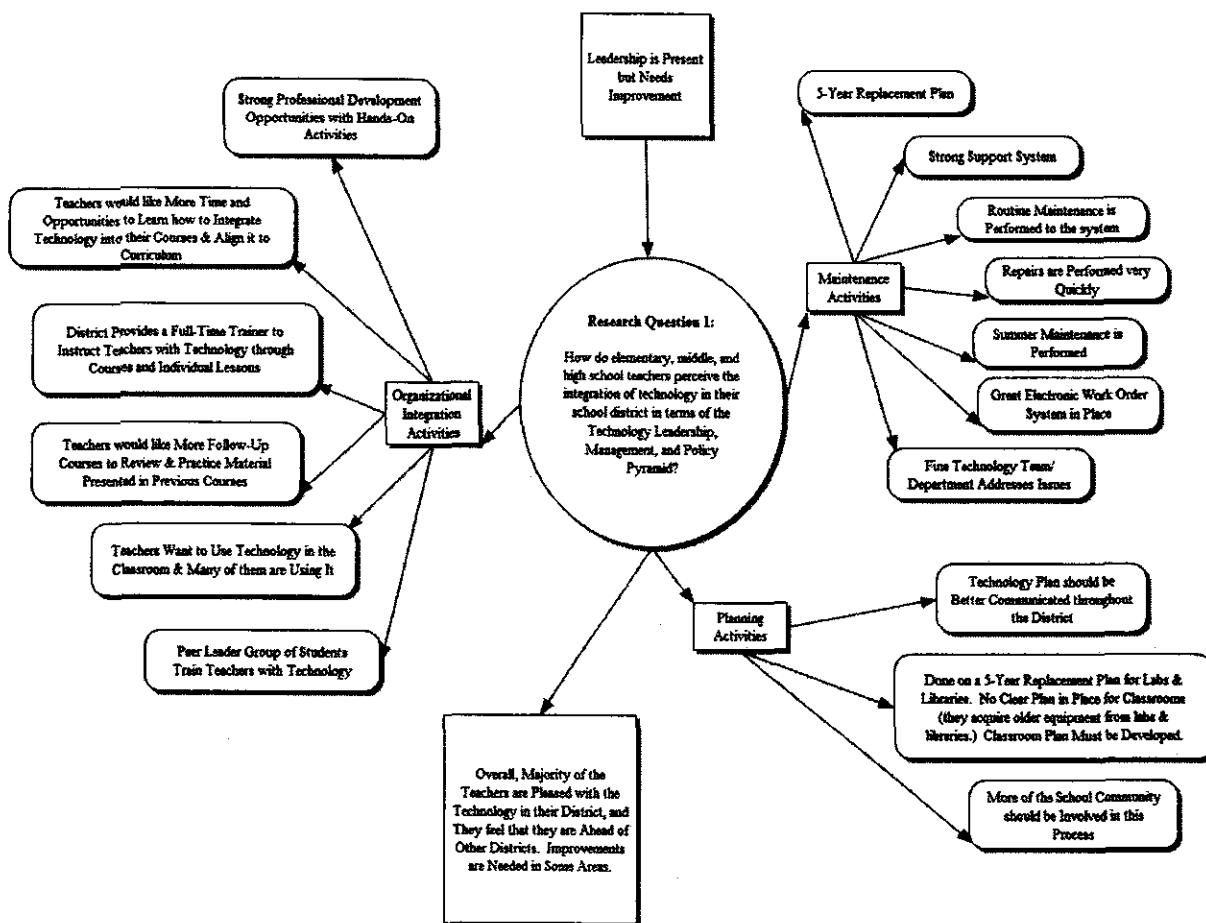 Leadership is Present
but Needs
Improvement
Strong Professional Development
Opportunities with Hands-On
Activities
Teachers would like More Time and
Opportunities to Learn how to Integrate
Technology into their Courses & Align it to
Curriculum
District Provides a Full-Time Trainer to
Instruct Teachers with Technology through
Courses and Individual Lessons
Teachers would like More Follow-Up
Courses to Review & Practice Material
Presented in Previous Courses
Teachers Want to Use Technology in the
Classroom & Many of them are Using It
Peer Leader Group of Students
Train Teachers with Technology
Organizational
Integration
Activities
Research Question 1:
How do elementary, middle, and
high school teachers perceive the
integration of technology in their
school district in terms of the
Technology Leadership,
Management, and Policy
Pyramid?
Maintenance
Activities
5-Year Replacement Plan
Strong Support System
Routine Maintenance is
Performed to the system
Repairs are Performed very
Quickly
Summer Maintenance is
Performed
Great Electronic Work Order
System in Place
Fine Technology Team/
Department Addresses Issues
Planning
Activities
Technology Plan should be
Better Communicated throughout
the District
Done on a 5-Year Replacement Plan for Labs &
Libraries. No Clear Plan in Place for Classrooms
(they acquire older equipment from labs &
libraries.) Classroom Plan Must be Developed.
More of the School Community
should be Involved in this
Process
Overall, Majority of the
Teachers are Pleased with the
Technology in their District, and
They feel that they are Ahead of
Other Districts. Improvements
are Needed in Some Areas.